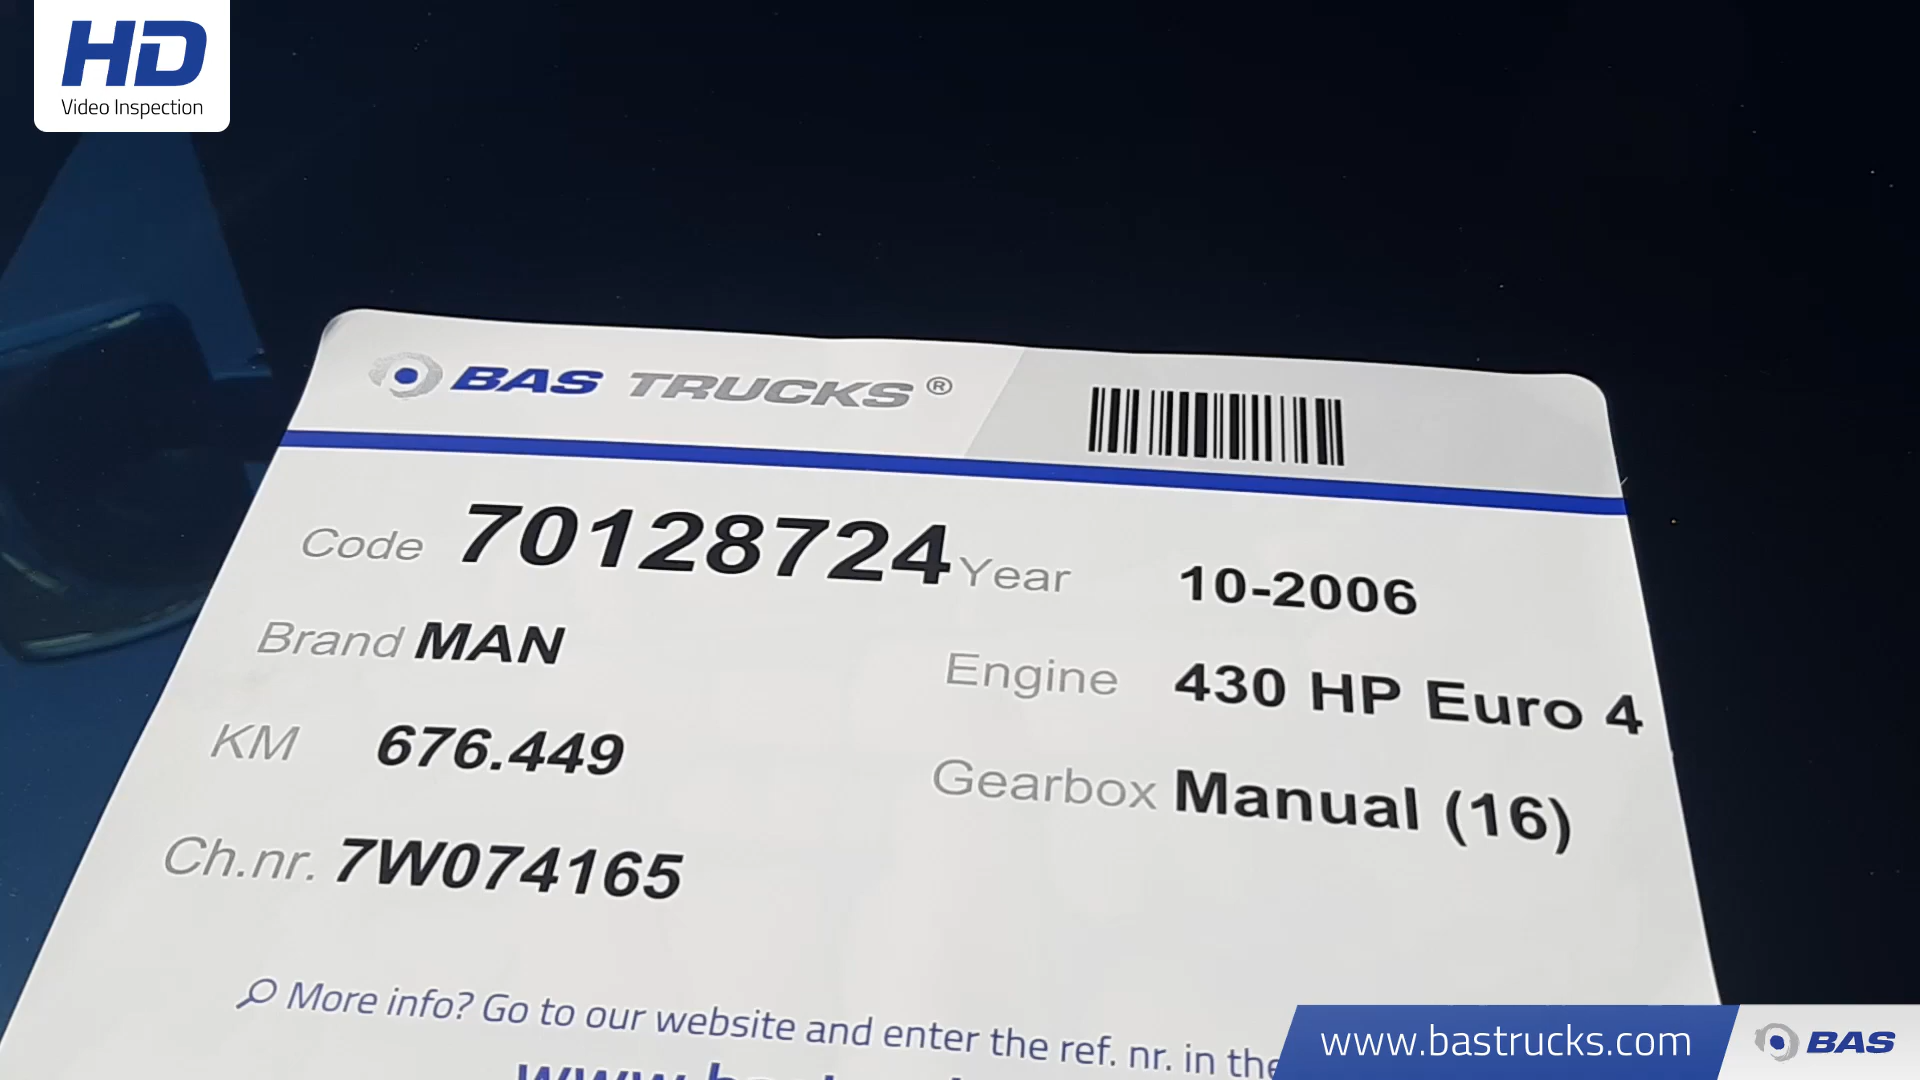 HD
Video Inspection
BAS TRUCKS®
Code 70128724 Year 10-2006
Brand MAN Engine 430 HP Euro 4
KM 676.449 Gearbox Manual (16)
Ch.nr. 7W074165
More info? Go to our website and enter the ref. nr. in the
www.bastrucks.com
BAS